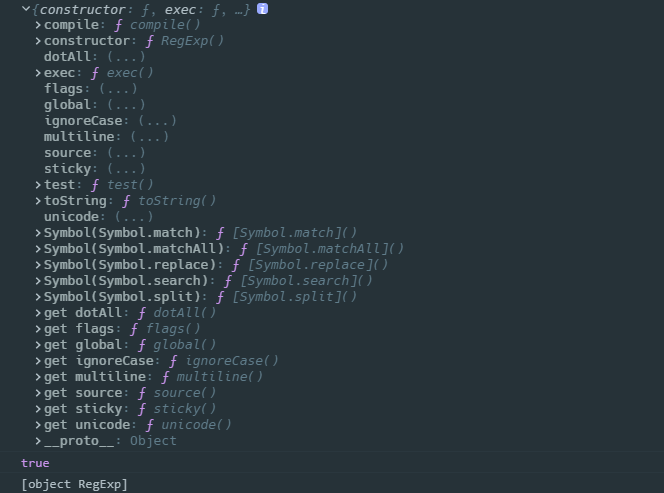 {constructor: ƒ, exec: ƒ, …} i
compile: ƒ compile()
constructor: ƒ RegExp()
dotAll: (...)
exec: ƒ exec()
flags: (...)
global: (...)
ignoreCase: (...)
multiline: (...)
source: (...)
sticky: (...)
test: ƒ test()
toString: ƒ toString()
unicode: (...)
Symbol(Symbol.match): ƒ [Symbol.match]()
Symbol(Symbol.matchAll): ƒ [Symbol.matchAll]()
Symbol(Symbol.replace): ƒ [Symbol.replace]()
Symbol(Symbol.search): ƒ [Symbol.search]()
Symbol(Symbol.split): ƒ [Symbol.split]()
get dotAll: ƒ dotAll()
get flags: ƒ flags()
get global: ƒ global()
get ignoreCase: ƒ ignoreCase()
get multiline: ƒ multiline()
get source: ƒ source()
get sticky: ƒ sticky()
get unicode: ƒ unicode()
__proto__: Object
true
[object RegExp]